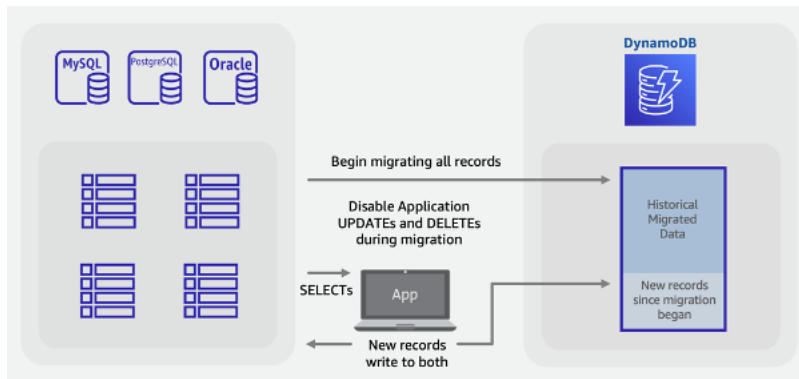 MySQL
PostgreSQL
Oracle
DynamoDB
Begin migrating all records
Disable Application
UPDATEs and DELETEs
during migration
Historical
Migrated
Data
SELECTs
App
New records
since migration
began
New records
write to both